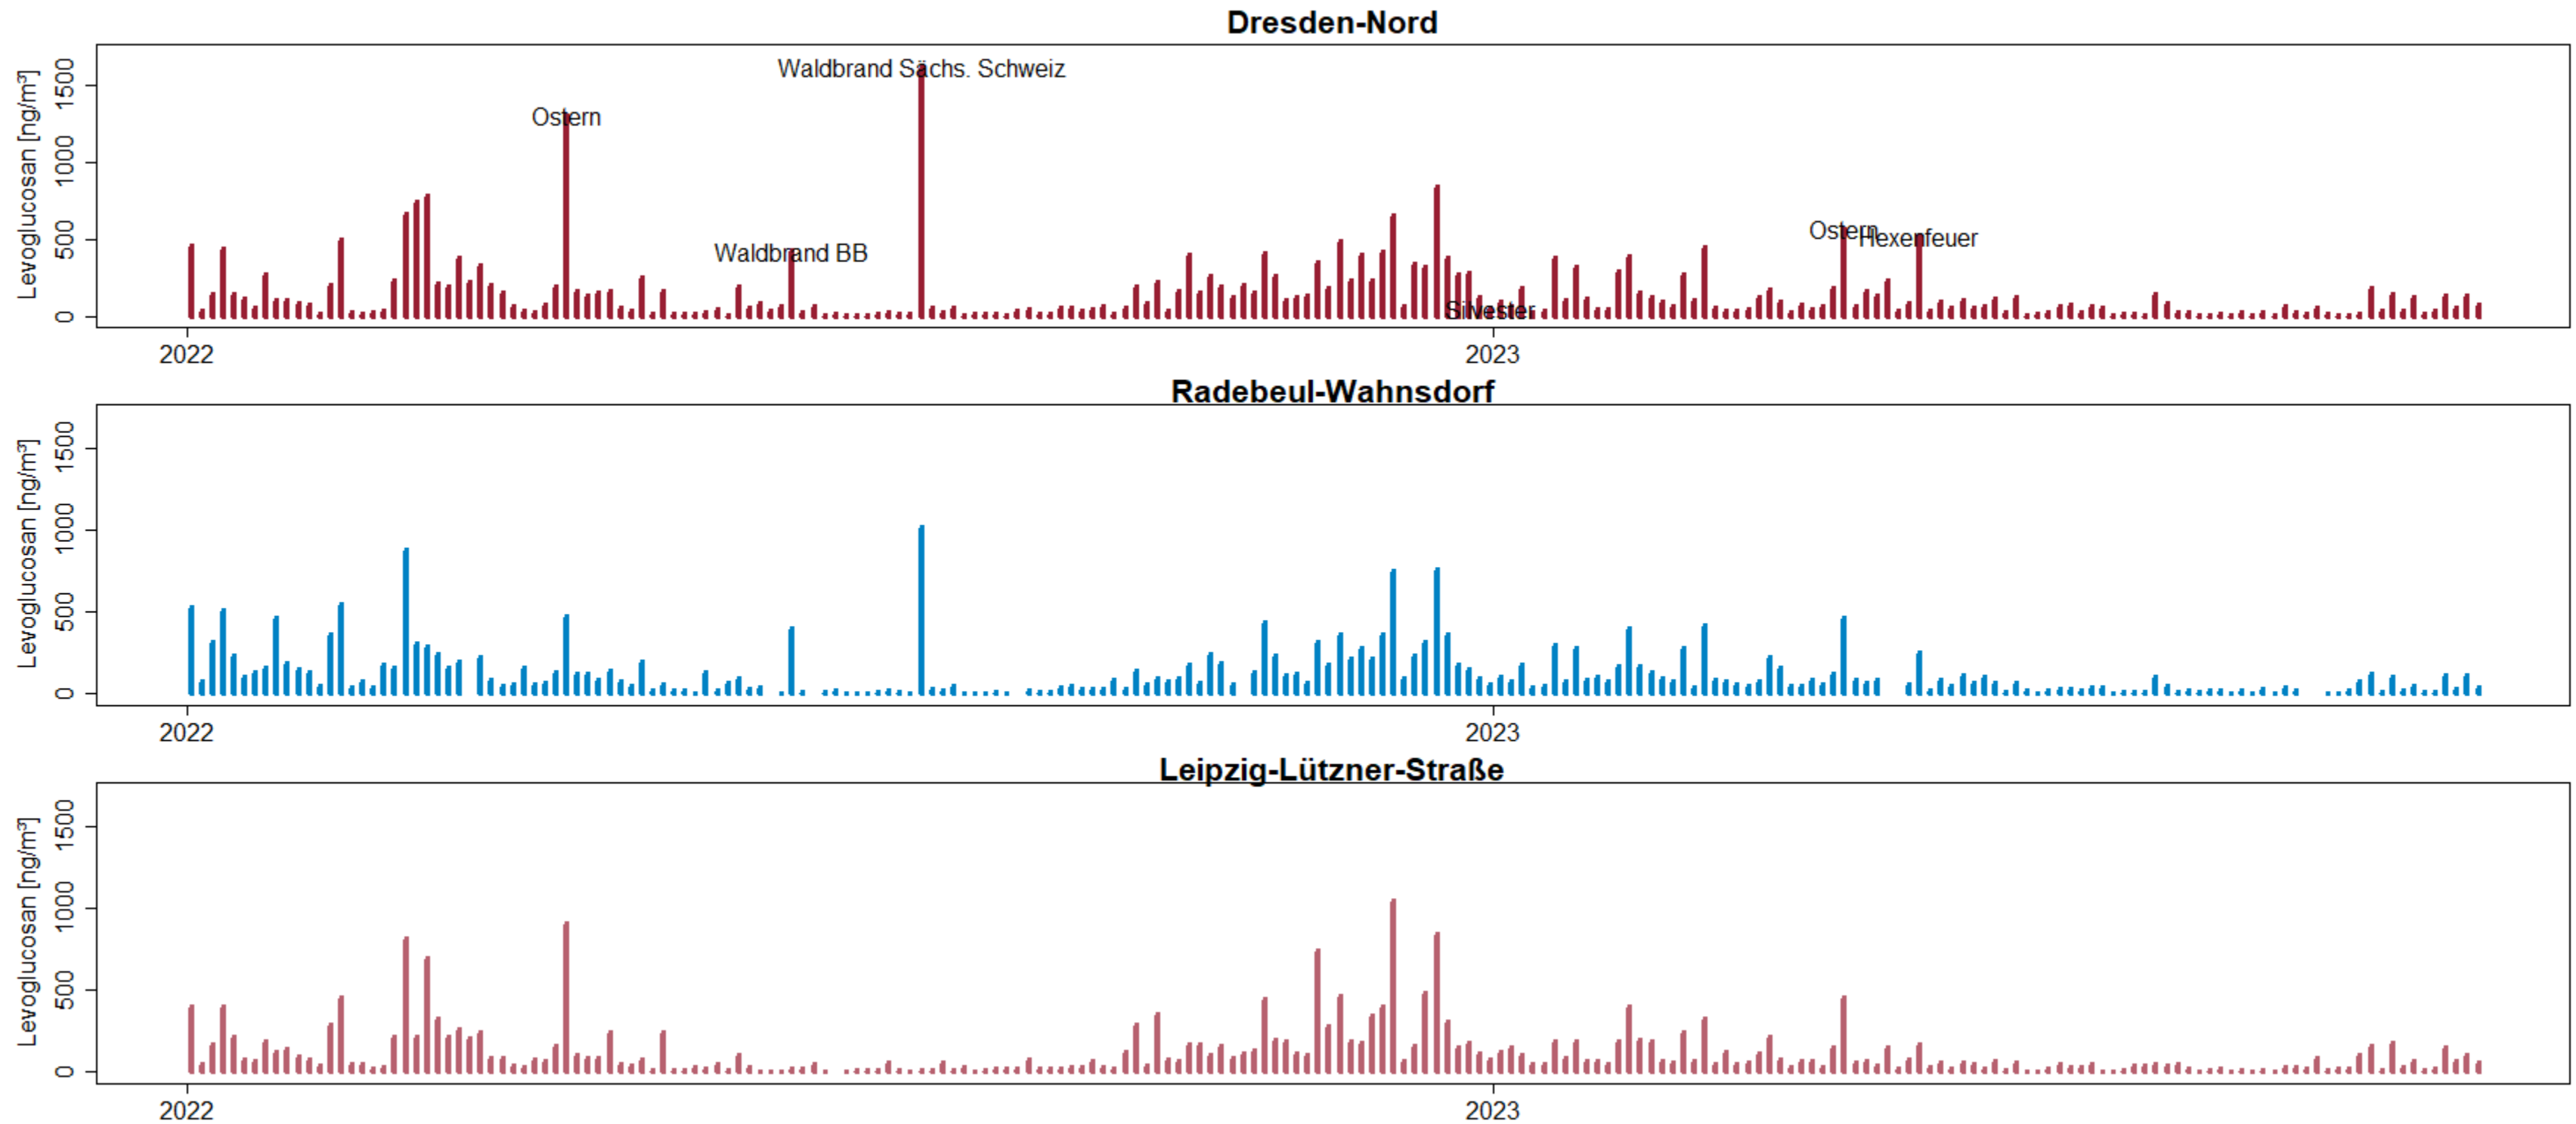 Dresden-Nord
Levoglucosan [ng/m³]
1500
1000
500
0
Waldbrand Sächs. Schweiz
Ostern
Waldbrand BB
Ostern
Hexenfeuer
Silvester
2022
2023
Radebeul-Wahnsdorf
Levoglucosan [ng/m³]
1500
1000
500
0
2022
2023
Leipzig-Lützner-Straße
Levoglucosan [ng/m³]
1500
1000
500
0
2022
2023